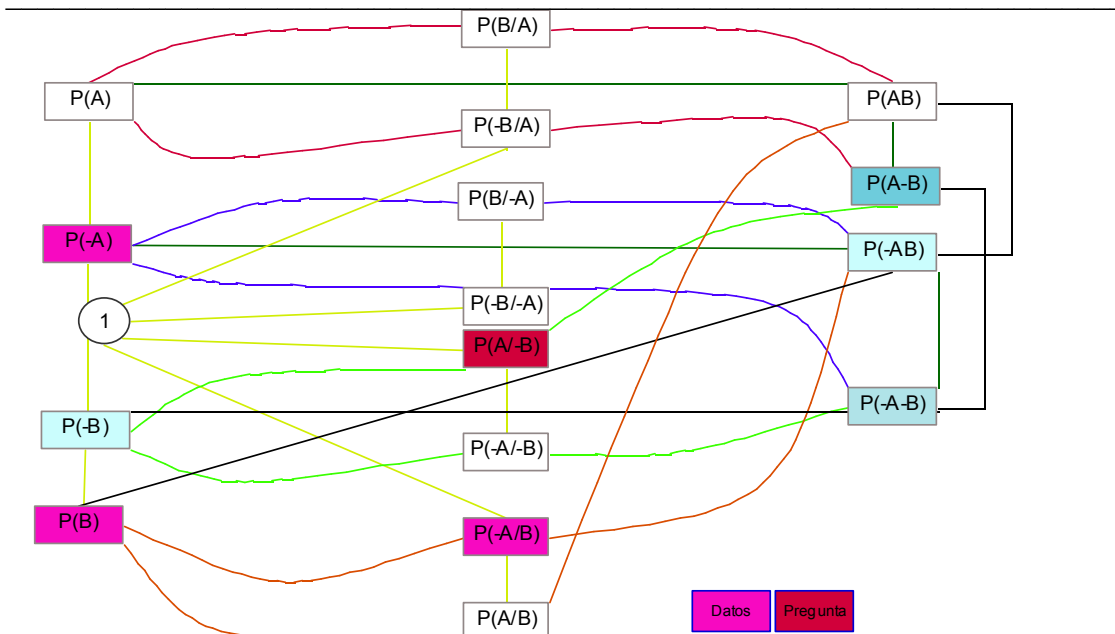 P(B/A)
P(A)
P(AB)
P(-B/A)
P(A-B)
P(B/-A)
P(-A)
P(-AB)
P(-B/-A)
1
P(A/-B)
P(-A-B)
P(-B)
P(-A/-B)
P(B)
P(-A/B)
P(A/B)
Datos
Pregunta